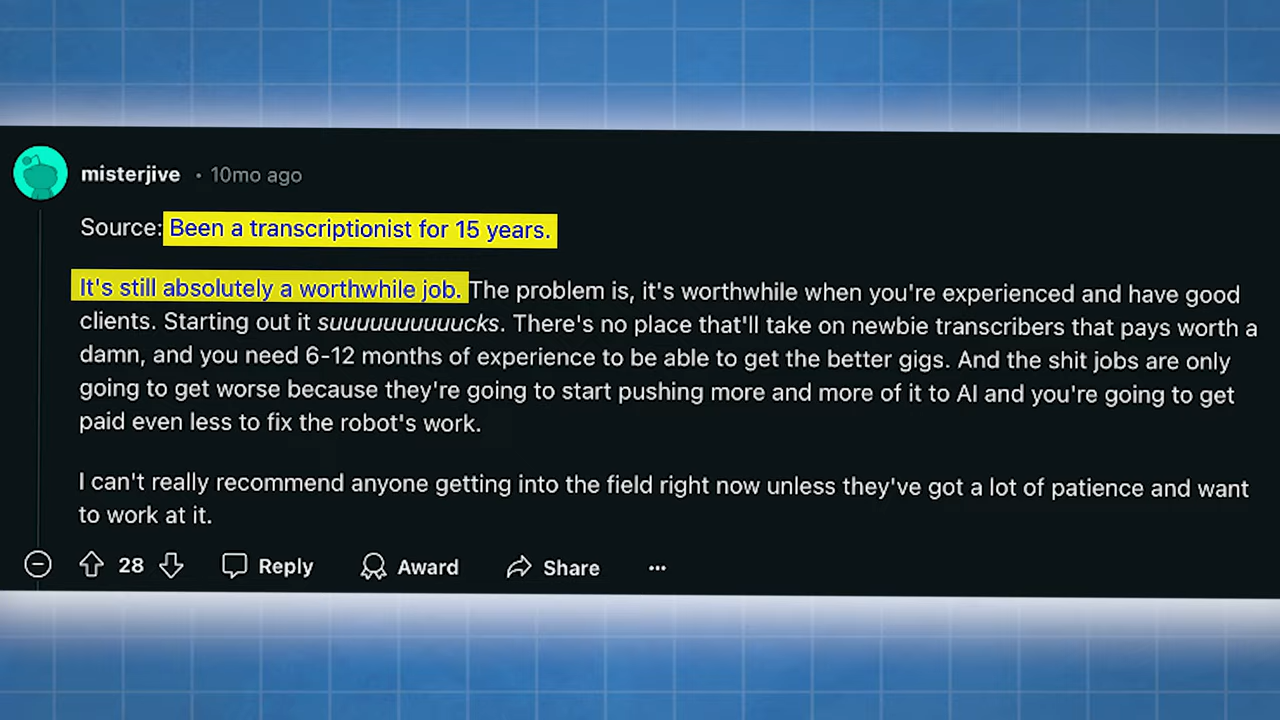 misterjive • 10mo ago
Source: Been a transcriptionist for 15 years.
It's still absolutely a worthwhile job. The problem is, it's worthwhile when you're experienced and have good
clients. Starting out it suuuuuuuuuucks. There's no place that'll take on newbie transcribers that pays worth a
damn, and you need 6-12 months of experience to be able to get the better gigs. And the shit jobs are only
going to get worse because they're going to start pushing more and more of it to AI and you're going to get
paid even less to fix the robot's work.
I can't really recommend anyone getting into the field right now unless they've got a lot of patience and want
to work at it.
28 Reply Award Share ...